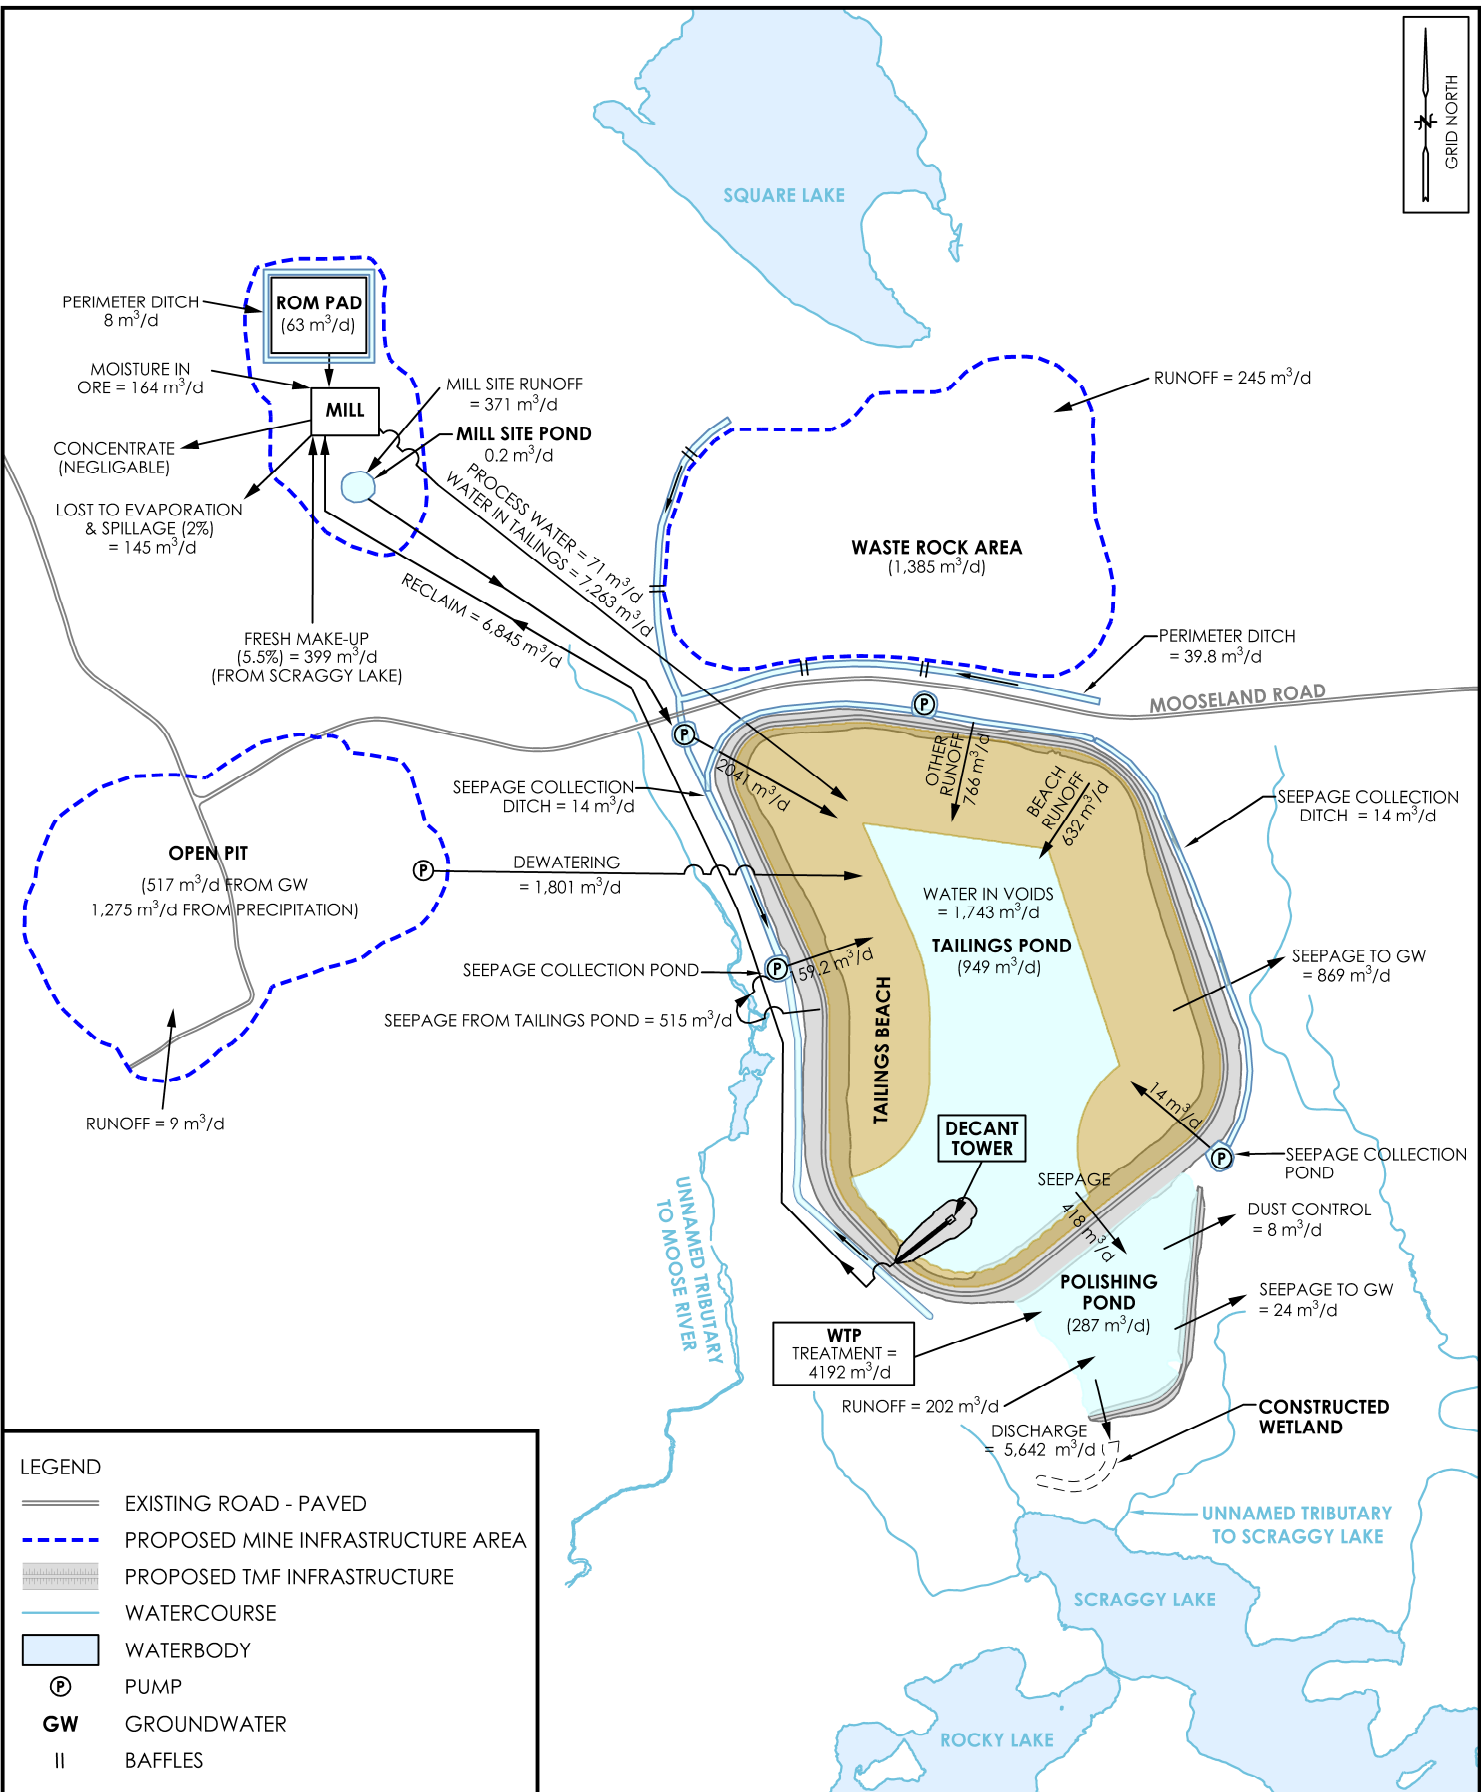 GRID NORTH
SQUARE LAKE
PERIMETER DITCH
8 m³/d
ROM PAD
(63 m³/d)
MOISTURE IN
ORE = 164 m³/d
MILL
MILL SITE RUNOFF
= 371 m³/d
MILL SITE POND
0.2 m³/d
CONCENTRATE
(NEGLIGABLE)
LOST TO EVAPORATION
& SPILLAGE (2%)
= 145 m³/d
PROCESS WATER = 71 m³/d
WATER IN TAILINGS = 7,263 m³/d
RECLAIM = 6,845 m³/d
FRESH MAKE-UP
(5.5%) = 399 m³/d
(FROM SCRAGGY LAKE)
RUNOFF = 245 m³/d
WASTE ROCK AREA
(1,385 m³/d)
PERIMETER DITCH
= 39.8 m³/d
MOOSELAND ROAD
P
P
2041 m³/d
OTHER
RUNOFF
766 m³/d
BEACH
RUNOFF
632 m³/d
SEEPAGE COLLECTION
DITCH = 14 m³/d
SEEPAGE COLLECTION
DITCH = 14 m³/d
OPEN PIT
(517 m³/d FROM GW
1,275 m³/d FROM PRECIPITATION)
P
DEWATERING
= 1,801 m³/d
WATER IN VOIDS
= 1,743 m³/d
TAILINGS POND
(949 m³/d)
SEEPAGE TO GW
= 869 m³/d
SEEPAGE COLLECTION POND
P
159.2 m³/d
SEEPAGE FROM TAILINGS POND = 515 m³/d
TAILINGS BEACH
RUNOFF = 9 m³/d
14 m³/d
DECANT
TOWER
P
SEEPAGE COLLECTION
POND
SEEPAGE
418 m³/d
DUST CONTROL
= 8 m³/d
UNNAMED TRIBUTARY
TO MOOSE RIVER
POLISHING
POND
(287 m³/d)
SEEPAGE TO GW
= 24 m³/d
WTP
TREATMENT =
4192 m³/d
RUNOFF = 202 m³/d
DISCHARGE
= 5,642 m³/d
CONSTRUCTED
WETLAND
UNNAMED TRIBUTARY
TO SCRAGGY LAKE
SCRAGGY LAKE
ROCKY LAKE
LEGEND
EXISTING ROAD - PAVED
PROPOSED MINE INFRASTRUCTURE AREA
PROPOSED TMF INFRASTRUCTURE
WATERCOURSE
WATERBODY
P PUMP
GW GROUNDWATER
II BAFFLES